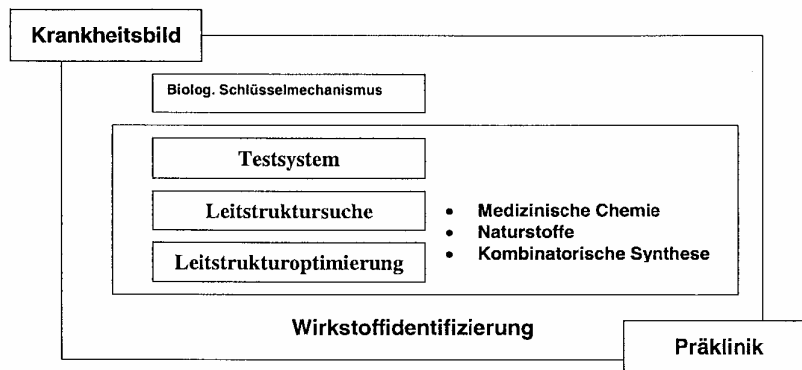 Krankheitsbild
Biolog. Schlüsselmechanismus
Testsystem
Leitstruktursuche
Leitstrukturoptimierung
• Medizinische Chemie
• Naturstoffe
• Kombinatorische Synthese
Wirkstoffidentifizierung
Präklinik